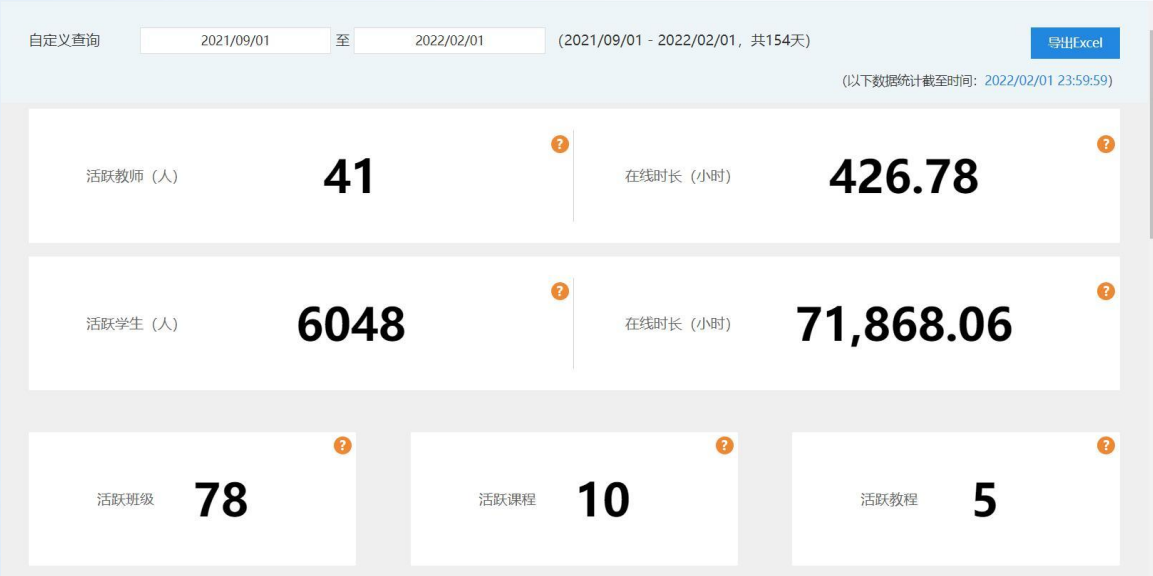 自定义查询 2021/09/01 至 2022/02/01 (2021/09/01 - 2022/02/01，共154天) 导出Excel
(以下数据统计截至时间：2022/02/01 23:59:59)
? ?
活跃教师（人） 41 在线时长（小时） 426.78
? ?
活跃学生（人） 6048 在线时长（小时） 71,868.06
? ? ?
活跃班级 78 活跃课程 10 活跃教程 5